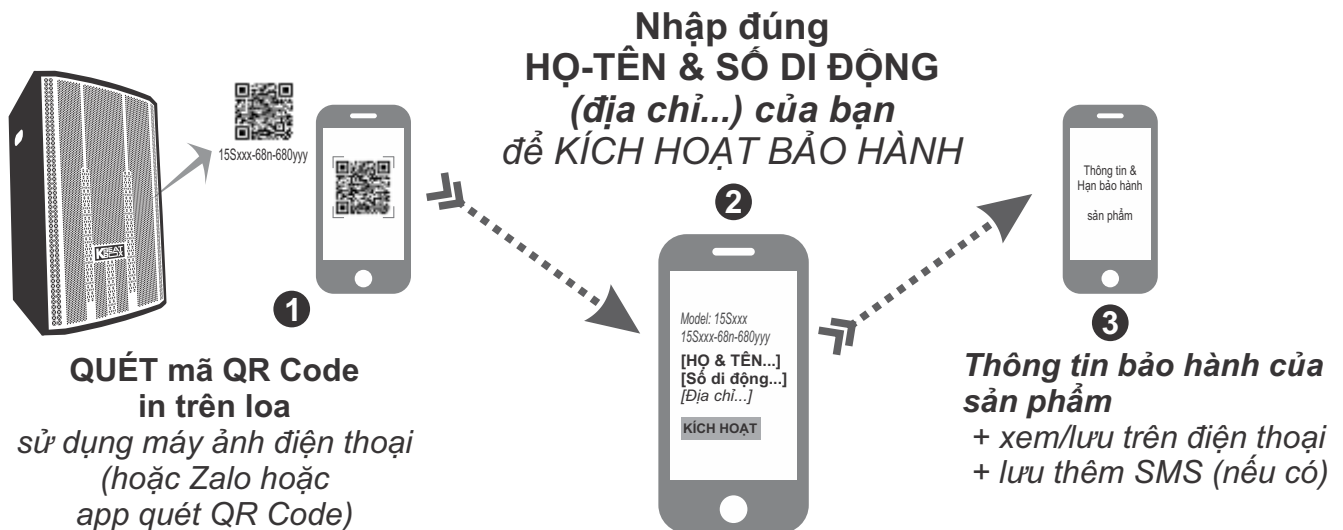 Nhập đúng
HỌ-TÊN & SỐ DI ĐỘNG
(địa chỉ...) của bạn
để KÍCH HOẠT BẢO HÀNH
KBEAT
BOX
15Sxxx-68n-680yyy
1
QUÉT mã QR Code
in trên loa
sử dụng máy ảnh điện thoại
(hoặc Zalo hoặc
app quét QR Code)
2
Model: 15Sxxx
15Sxxx-68n-680yyy
[HỌ & TÊN...]
[Số di động...]
[Địa chỉ...]
KÍCH HOẠT
Thông tin &
Hạn bảo hành
sản phẩm
3
Thông tin bảo hành của
sản phẩm
+ xem/lưu trên điện thoại
+ lưu thêm SMS (nếu có)